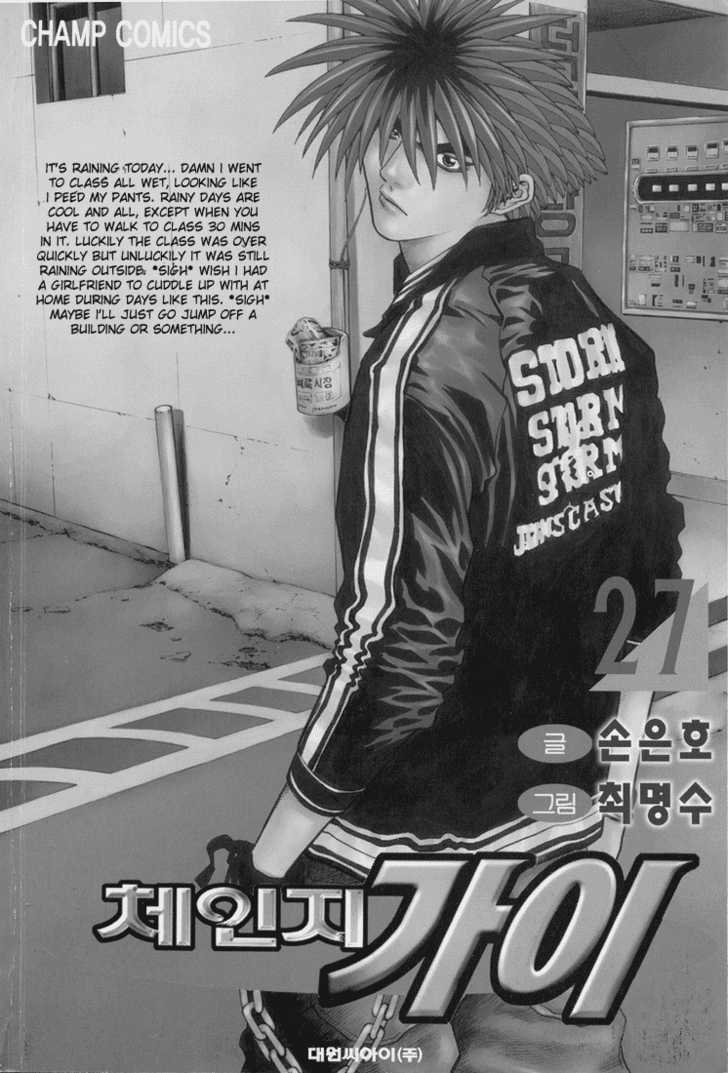 CHAMP COMICS
IT'S RAINING TODAY... DAMN I WENT
TO CLASS ALL WET, LOOKING LIKE
I PEED MY PANTS. RAINY DAYS ARE
COOL AND ALL, EXCEPT WHEN YOU
HAVE TO WALK TO CLASS 30 MINS
IN IT. LUCKILY THE CLASS WAS OVER
QUICKLY BUT UNLUCKILY IT WAS STILL
RAINING OUTSIDE. *SIGH* WISH I HAD
A GIRLFRIEND TO CUDDLE UP WITH AT
HOME DURING DAYS LIKE THIS. *SIGH*
MAYBE I'LL JUST GO JUMP OFF A
BUILDING OR SOMETHING...
STORM
STORM
STORM
27
글 손은호
그림 최명수
체인지 가이
대원씨아이(주)